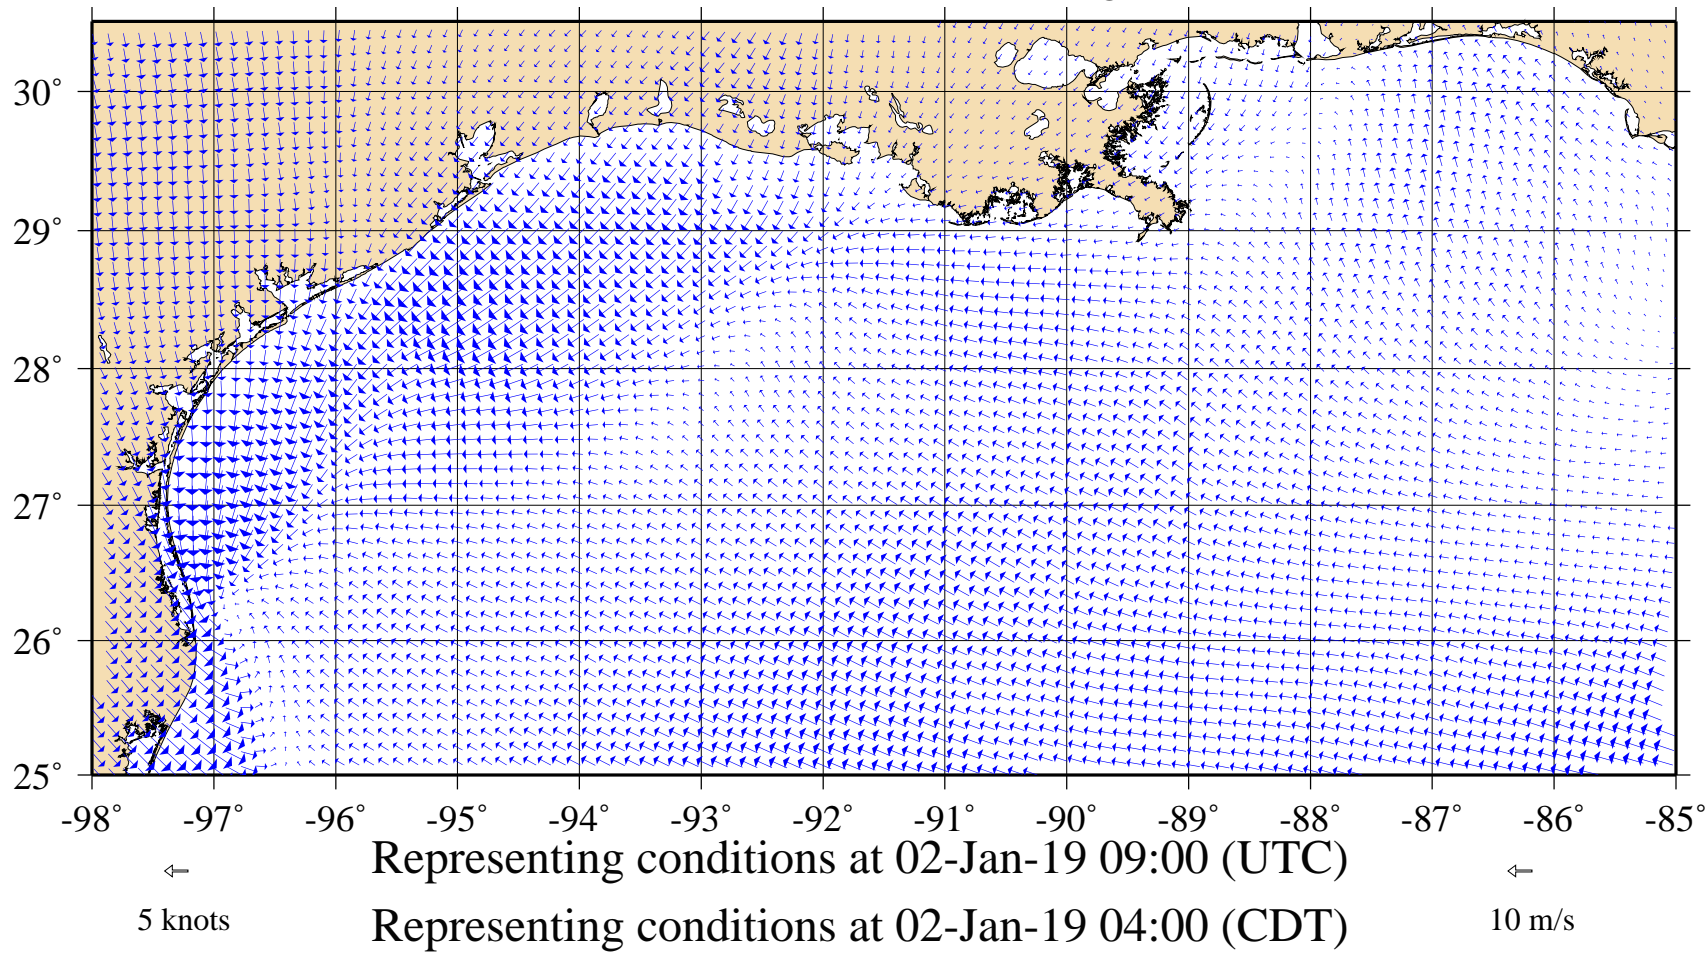 30°
29°
28°
27°
26°
25°
-98° -97° -96° -95° -94° -93° -92° -91° -90° -89° -88° -87° -86° -85°
Representing conditions at 02-Jan-19 09:00 (UTC)
5 knots
10 m/s
Representing conditions at 02-Jan-19 04:00 (CDT)